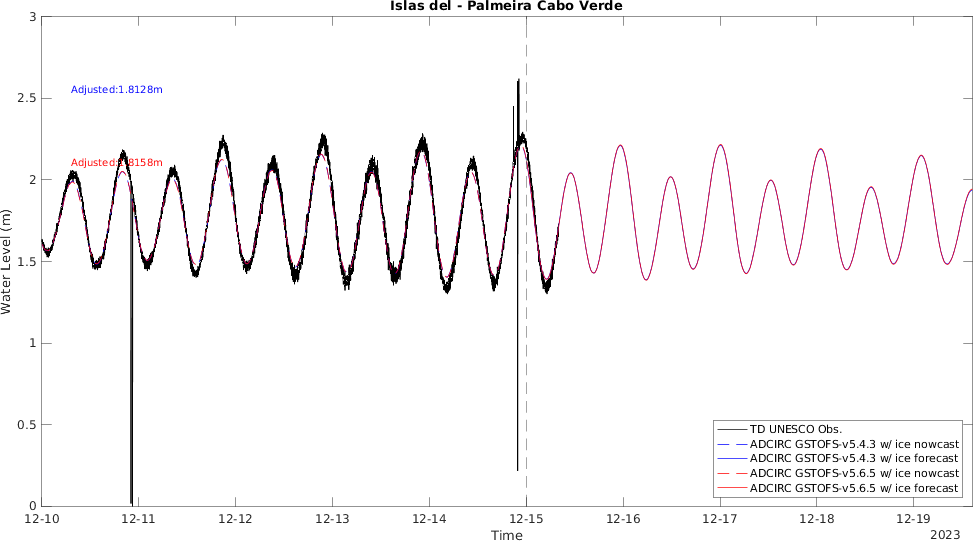 Islas del - Palmeira Cabo Verde
3
2.5
2
1.5
1
0.5
0
Water Level (m)
Adjusted:1.8128m
Adjusted:1.8158m
TD UNESCO Obs.
ADCIRC GSTOFS-v5.4.3 w/ ice nowcast
ADCIRC GSTOFS-v5.4.3 w/ ice forecast
ADCIRC GSTOFS-v5.6.5 w/ ice nowcast
ADCIRC GSTOFS-v5.6.5 w/ ice forecast
12-10 12-11 12-12 12-13 12-14 12-15 12-16 12-17 12-18 12-19
Time
2023